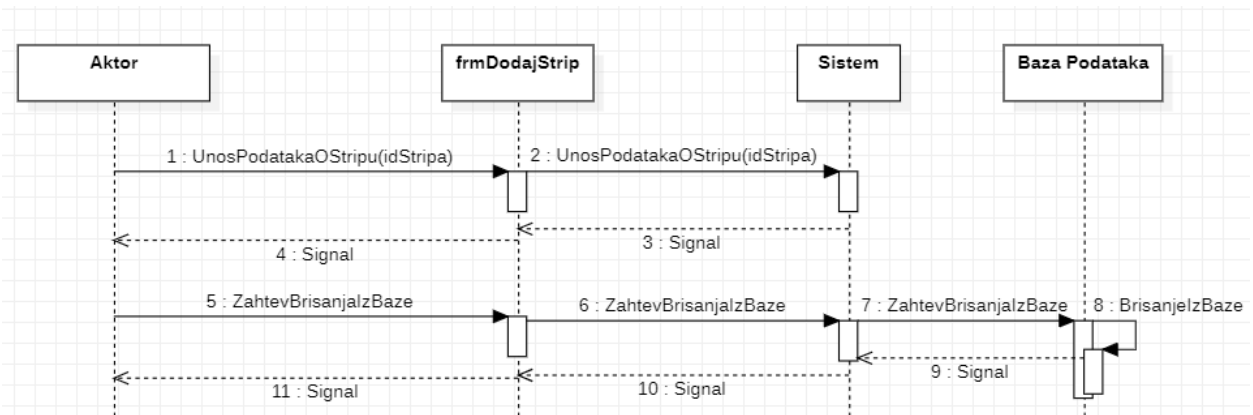 Aktor
frmDodajStrip
Sistem
Baza Podataka
1 : UnosPodatakaOStripu(idStripa)
2 : UnosPodatakaOStripu(idStripa)
3 : Signal
4 : Signal
5 : ZahtevBrisanjaIzBaze
6 : ZahtevBrisanjaIzBaze
7 : ZahtevBrisanjaIzBaze
8 : BrisanjeIzBaze
9 : Signal
10 : Signal
11 : Signal